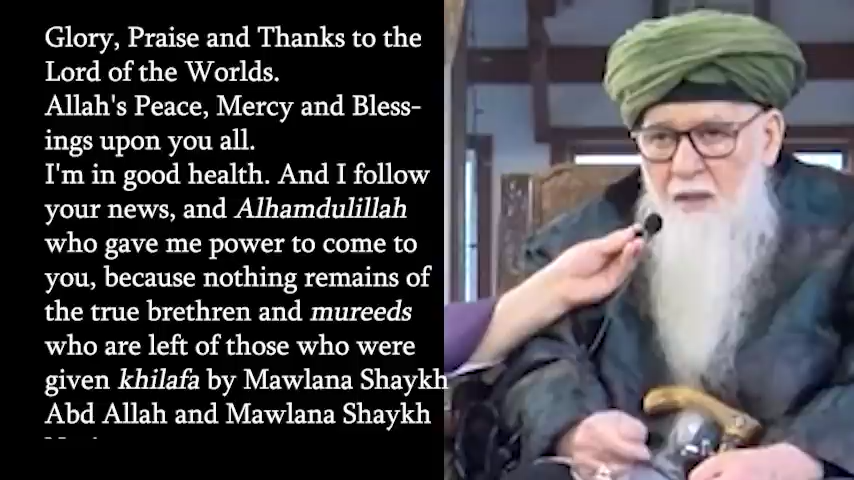 Glory, Praise and Thanks to the
Lord of the Worlds.
Allah's Peace, Mercy and Bless-
ings upon you all.
I'm in good health. And I follow
your news, and Alhamdulillah
who gave me power to come to
you, because nothing remains of
the true brethren and mureeds
who are left of those who were
given khilafa by Mawlana Shaykh
Abd Allah and Mawlana Shaykh